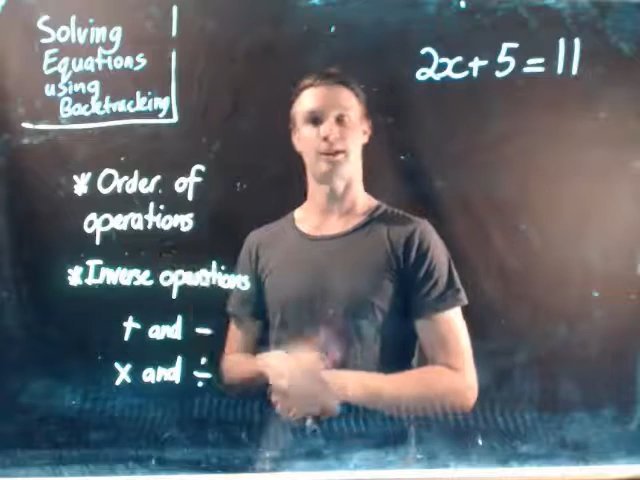 Solving
Equations
using
Backtracking
2x+5=11
* Order of
operations
* Inverse operations
+ and -
x and ÷